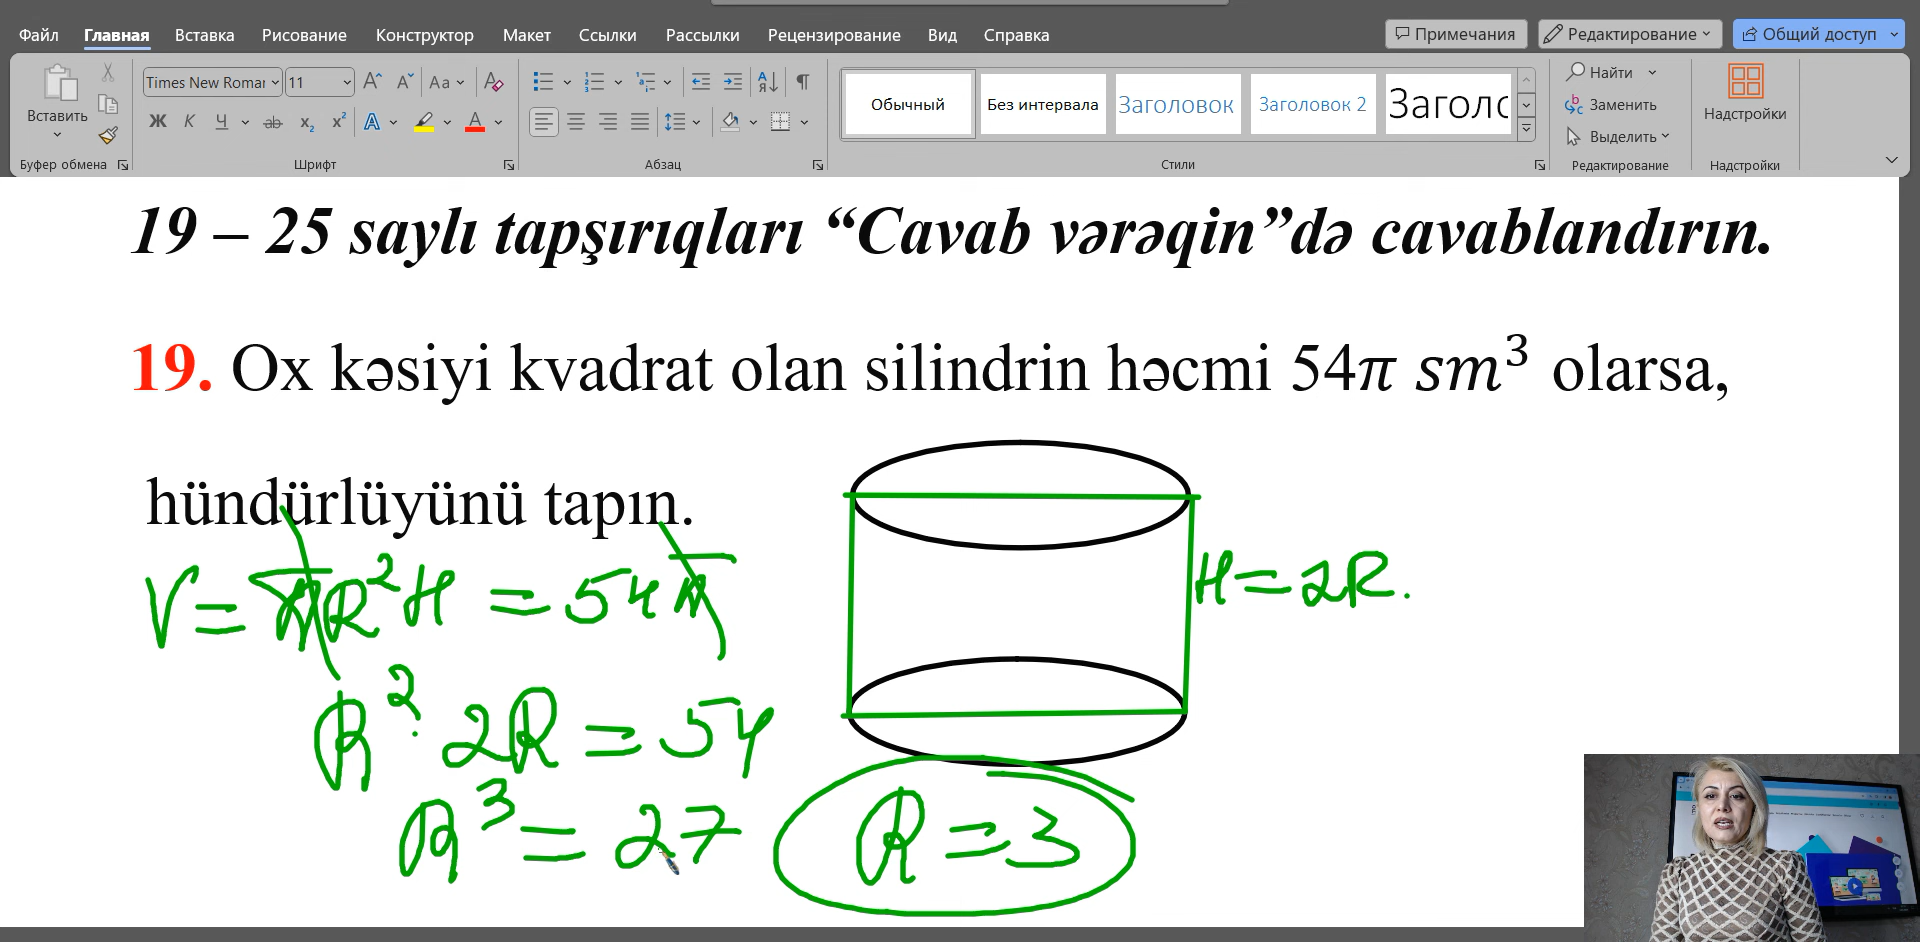 Файл Главная Вставка Рисование Конструктор Макет Ссылки Рассылки Рецензирование Вид Справка Примечания Редактирование Общий доступ
Вставить Times New Roman 11 Обычный Без интервала Заголовок Заголовок 2 Заголо Найти Заменить Выделить Настройки
Буфер обмена Шрифт Абзац Стили Редактирование Надстройки
19 – 25 saylı tapşırıqları “Cavab vərəqin”də cavablandırın.
19. Ox kəsiyi kvadrat olan silindrin həcmi 54π sm³ olarsa,
hündürlüyünü tapın.
V = πR²H = 54π H = 2R.
R² · 2R = 54
R³ = 27 R = 3